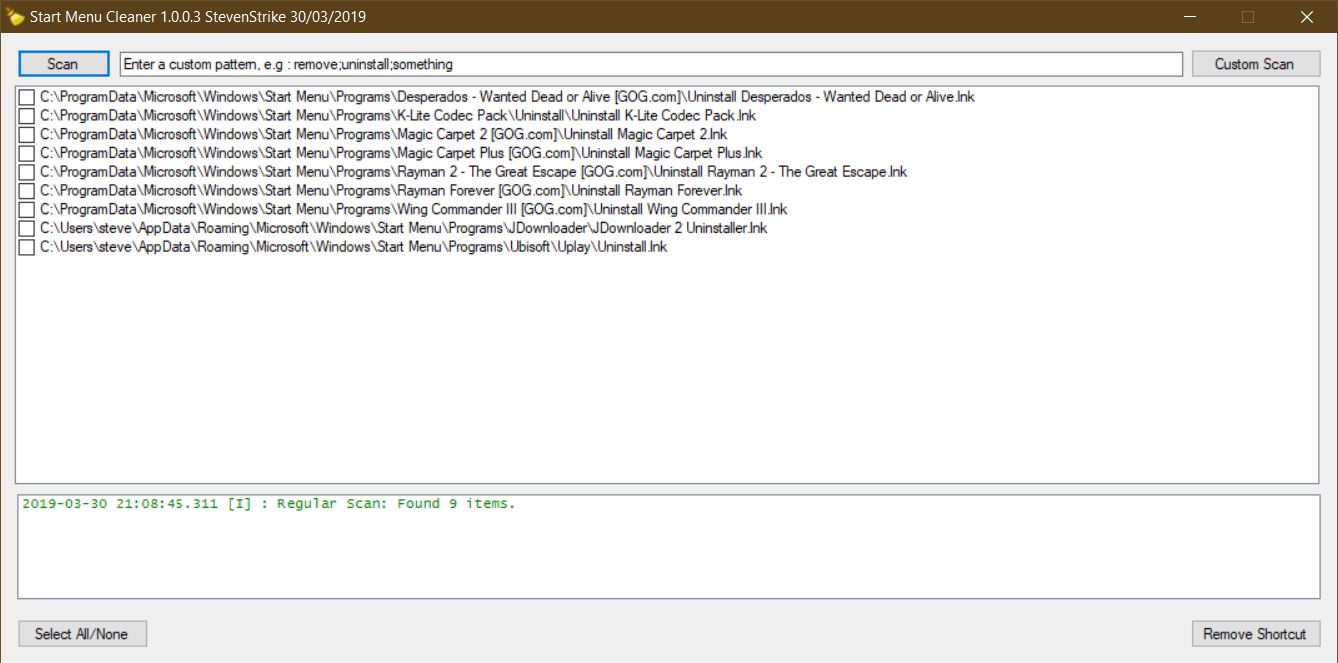 Start Menu Cleaner 1.0.0.3 StevenStrike 30/03/2019
Scan
Enter a custom pattern, e.g : remove;uninstall;something
Custom Scan
C:\ProgramData\Microsoft\Windows\Start Menu\Programs\Desperados - Wanted Dead or Alive [GOG.com]\Uninstall Desperados - Wanted Dead or Alive.lnk
C:\ProgramData\Microsoft\Windows\Start Menu\Programs\K-Lite Codec Pack\Uninstall\Uninstall K-Lite Codec Pack.lnk
C:\ProgramData\Microsoft\Windows\Start Menu\Programs\Magic Carpet 2 [GOG.com]\Uninstall Magic Carpet 2.lnk
C:\ProgramData\Microsoft\Windows\Start Menu\Programs\Magic Carpet Plus [GOG.com]\Uninstall Magic Carpet Plus.lnk
C:\ProgramData\Microsoft\Windows\Start Menu\Programs\Rayman 2 - The Great Escape [GOG.com]\Uninstall Rayman 2 - The Great Escape.lnk
C:\ProgramData\Microsoft\Windows\Start Menu\Programs\Rayman Forever [GOG.com]\Uninstall Rayman Forever.lnk
C:\ProgramData\Microsoft\Windows\Start Menu\Programs\Wing Commander III [GOG.com]\Uninstall Wing Commander III.lnk
C:\Users\steve\AppData\Roaming\Microsoft\Windows\Start Menu\Programs\JDownloader\JDownloader 2 Uninstaller.lnk
C:\Users\steve\AppData\Roaming\Microsoft\Windows\Start Menu\Programs\Ubisoft\Uplay\Uninstall.lnk
2019-03-30 21:08:45.311 [I] : Regular Scan: Found 9 items.
Select All/None
Remove Shortcut